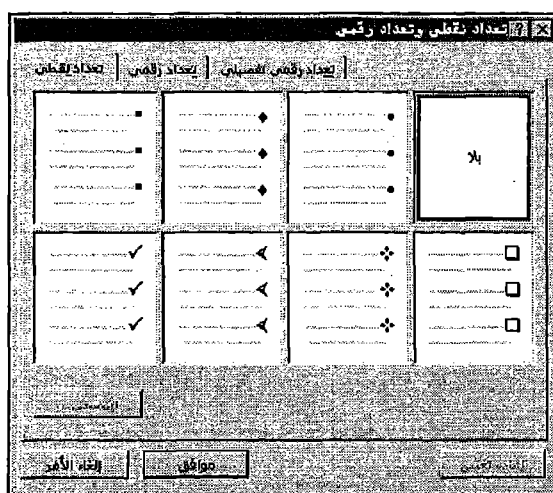 تعداد نقطي وتعداد رقمي
تعداد نقطي تعداد رقمي تعداد رقمي تفصيلي
بلا
موافق إلغاء الأمر